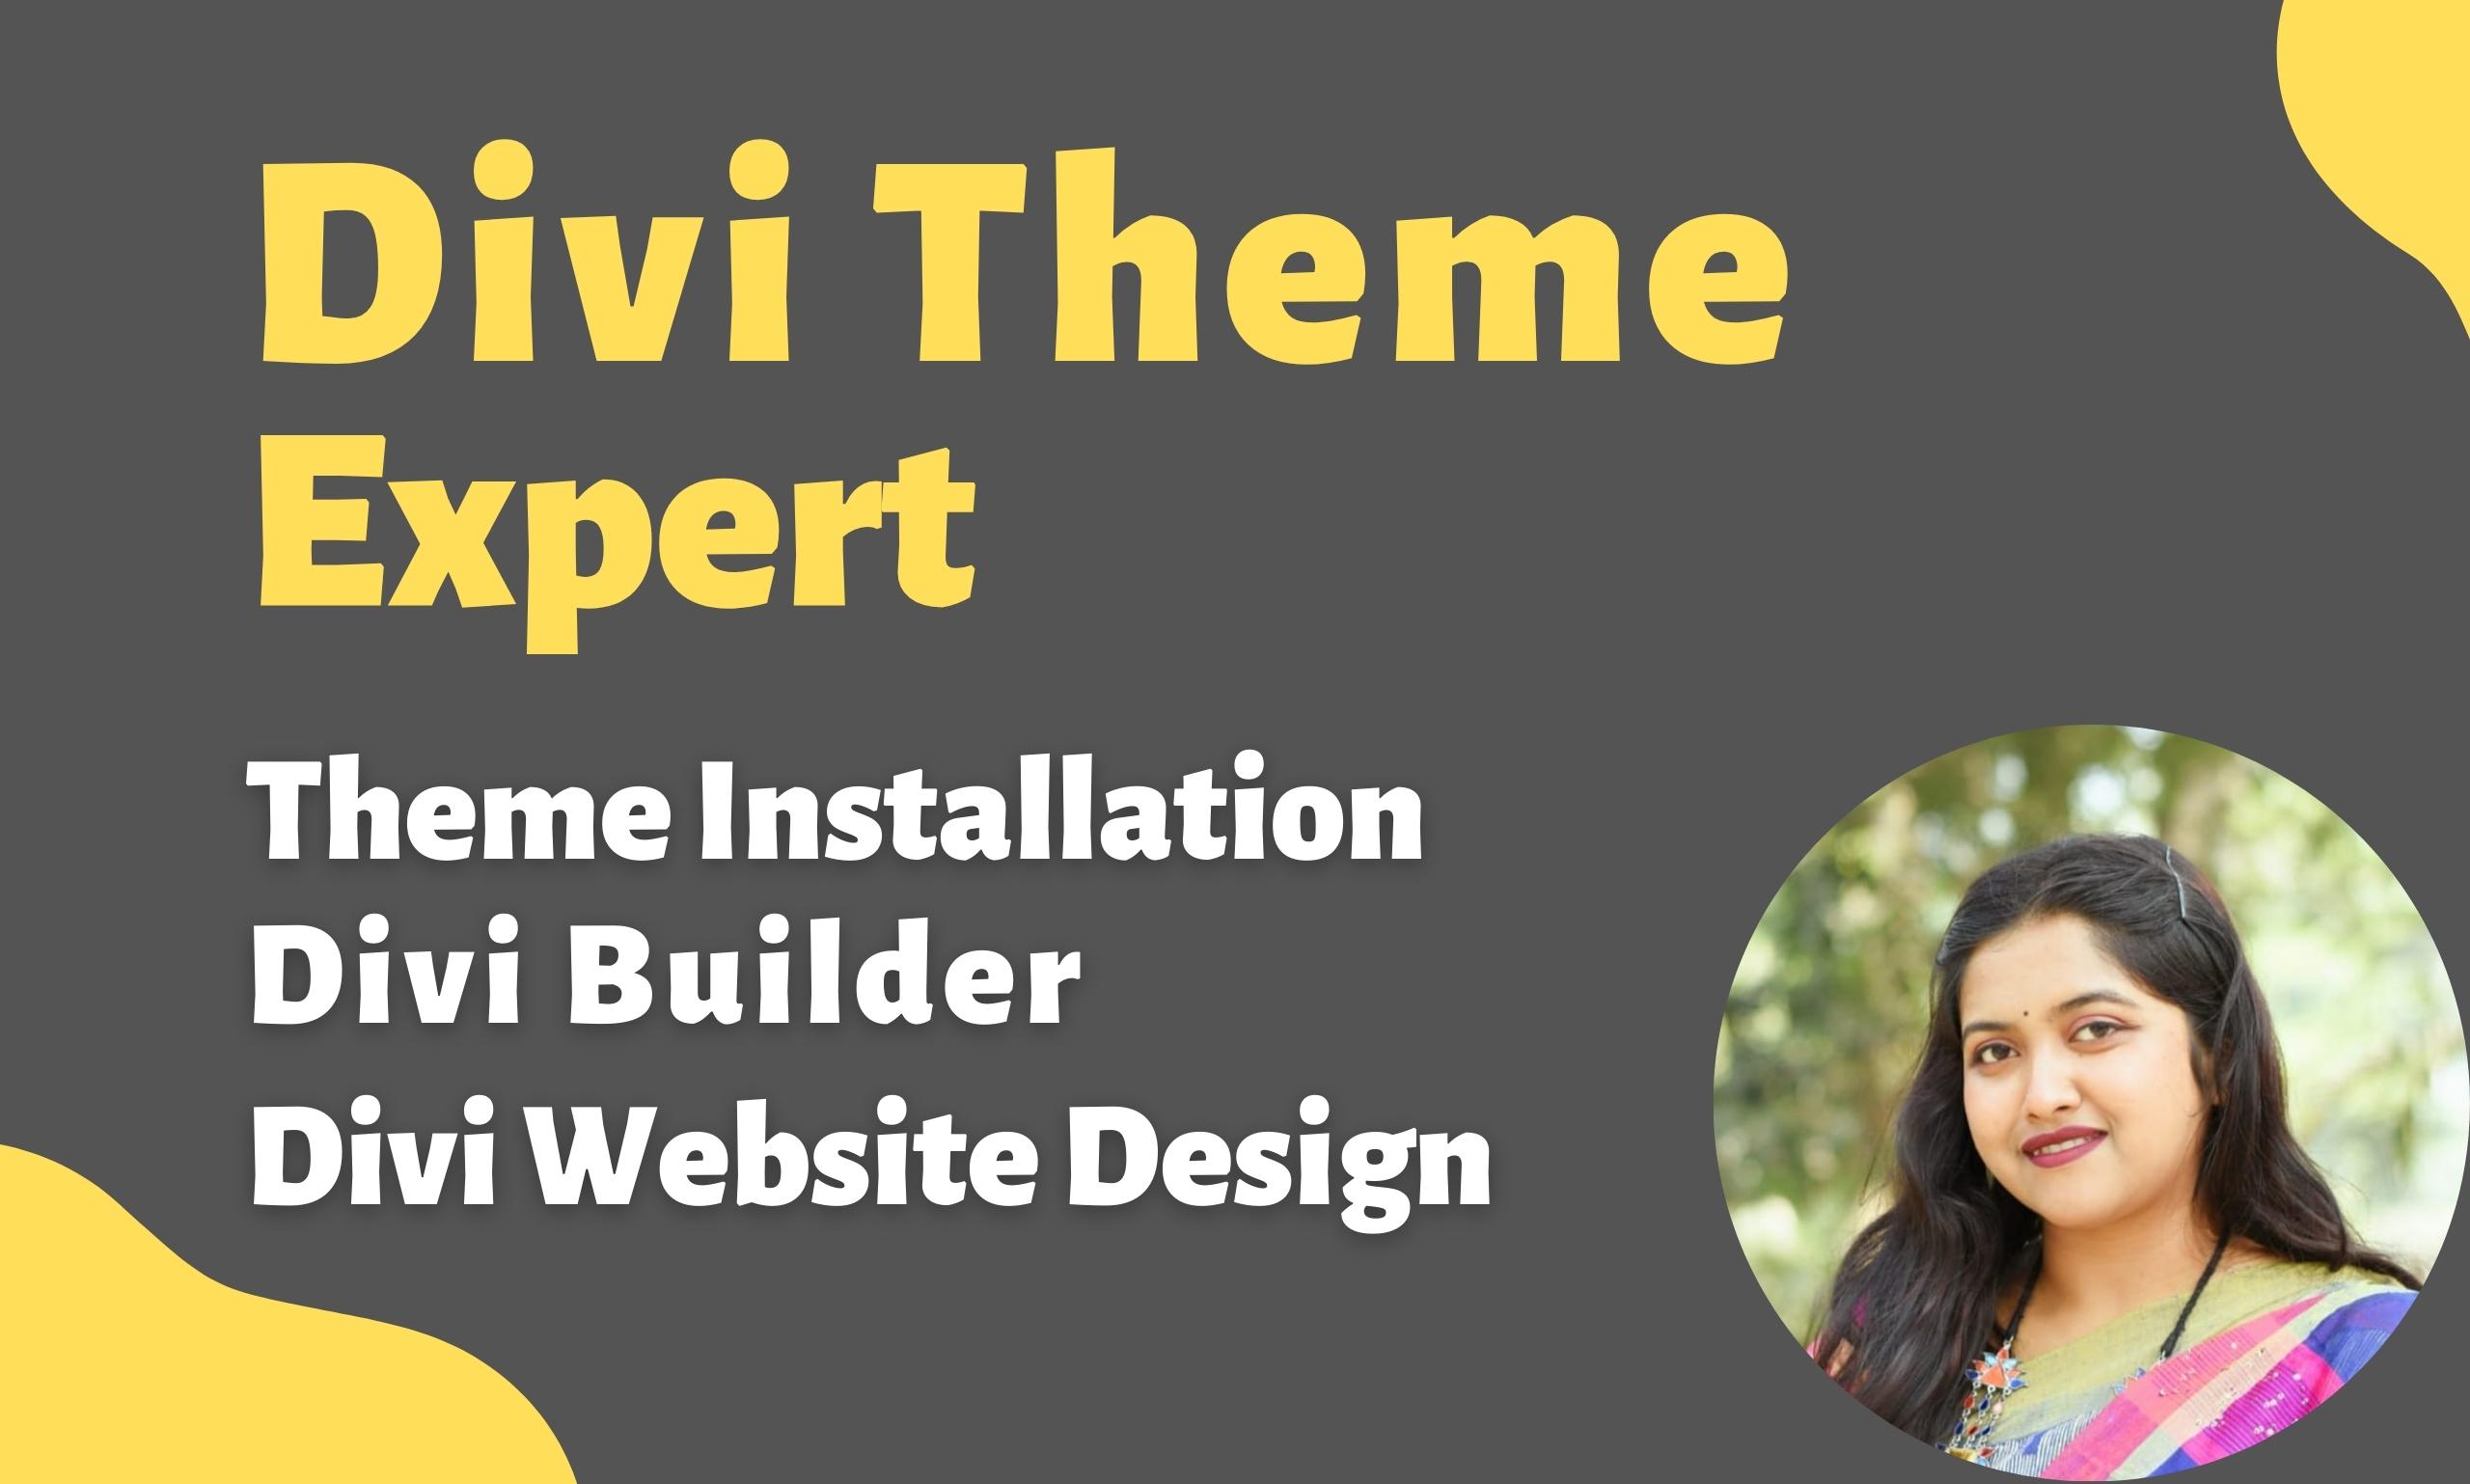 Divi Theme
Expert
Theme Installation
Divi Builder
Divi Website Design